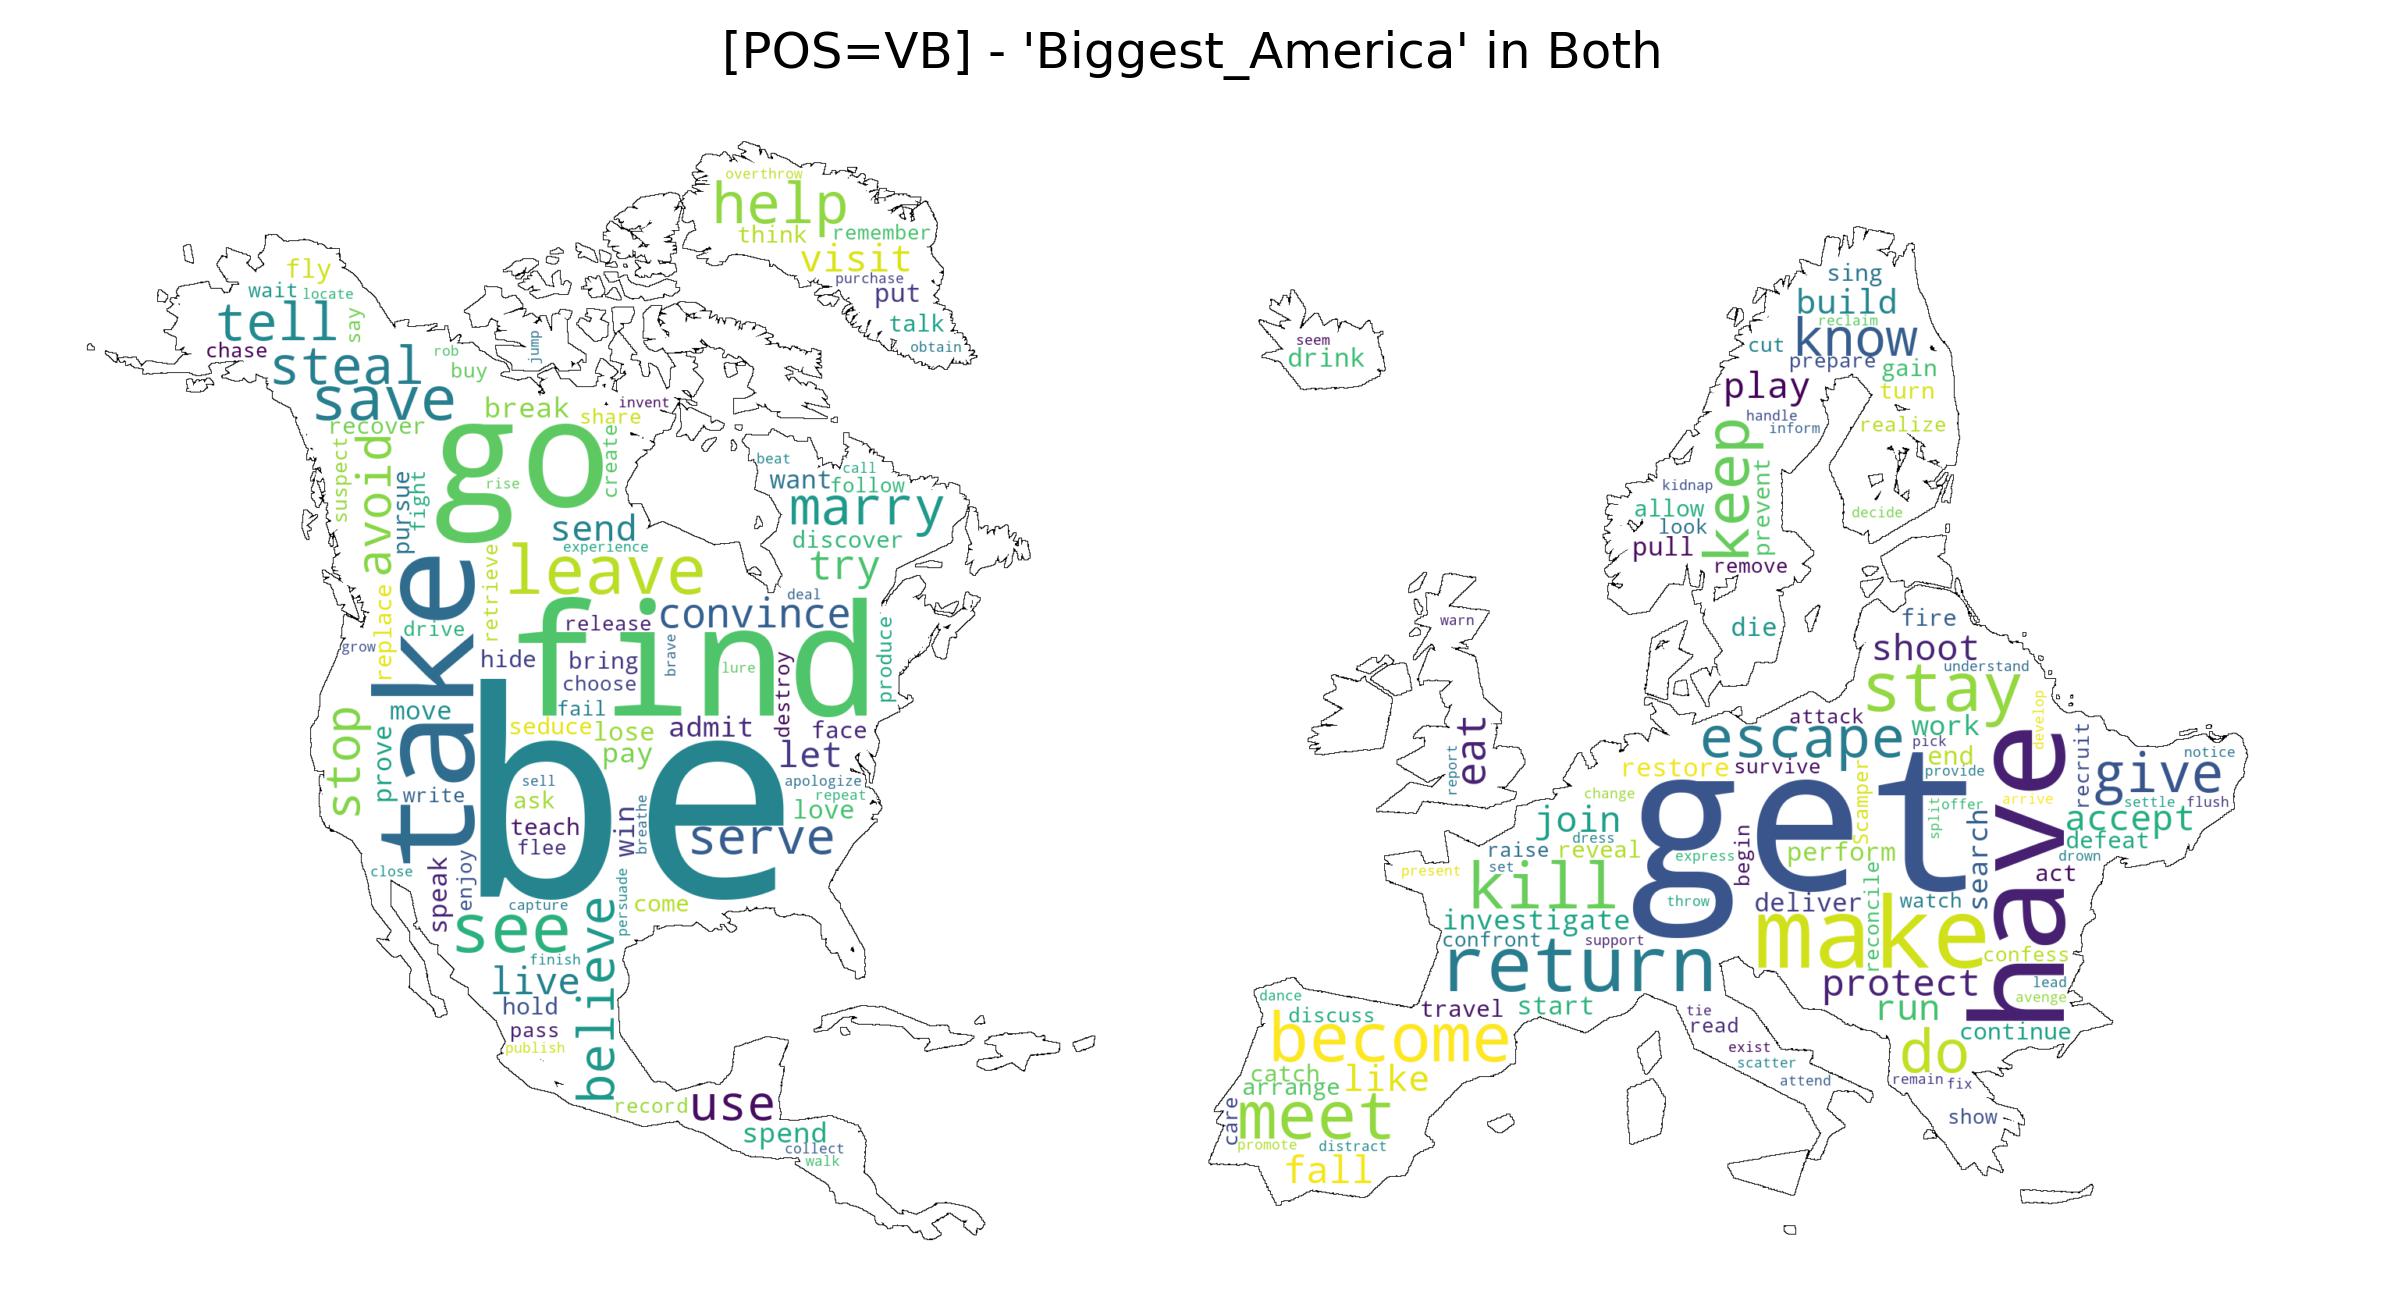 [POS=VB] - 'Biggest_America' in Both
overthrow
help
think
remember
visit
purchase
put
talk
obtain
fly
wait
locate
tell
say
chase
steal
rob
buy
jump
save
recover
break
share
invent
go
create
rise
avoid
suspect
pursue
fight
send
experience
leave
retrieve
beat
call
want
follow
marry
discover
try
deal
convince
take
find
release
produce
replace
drive
grow
hide
bring
choose
brave
lure
destroy
fail
seduce
lose
admit
face
pay
let
move
stop
prove
write
be
sell
ask
teach
flee
win
breathe
apologize
repeat
love
serve
close
speak
enjoy
capture
persuade
come
see
believe
finish
live
hold
pass
publish
record
use
spend
collect
walk
seem
drink
sing
build
reclaim
know
cut
prepare
gain
play
turn
handle
inform
realize
keep
prevent
kidnap
allow
look
pull
remove
decide
die
warn
eat
report
fire
shoot
understand
stay
develop
attack
work
escape
pick
end
provide
restore
survive
change
get
have
recruit
give
notice
settle
flush
arrive
accept
defeat
drown
act
join
dress
raise
reveal
set
present
express
begin
perform
scamper
split
offer
search
kill
throw
deliver
reconcile
watch
investigate
confront
support
return
make
confess
protect
lead
avenge
run
continue
travel
start
dance
discuss
become
catch
arrange
like
meet
care
promote
distract
fall
tie
read
exist
scatter
attend
do
remain
fix
show